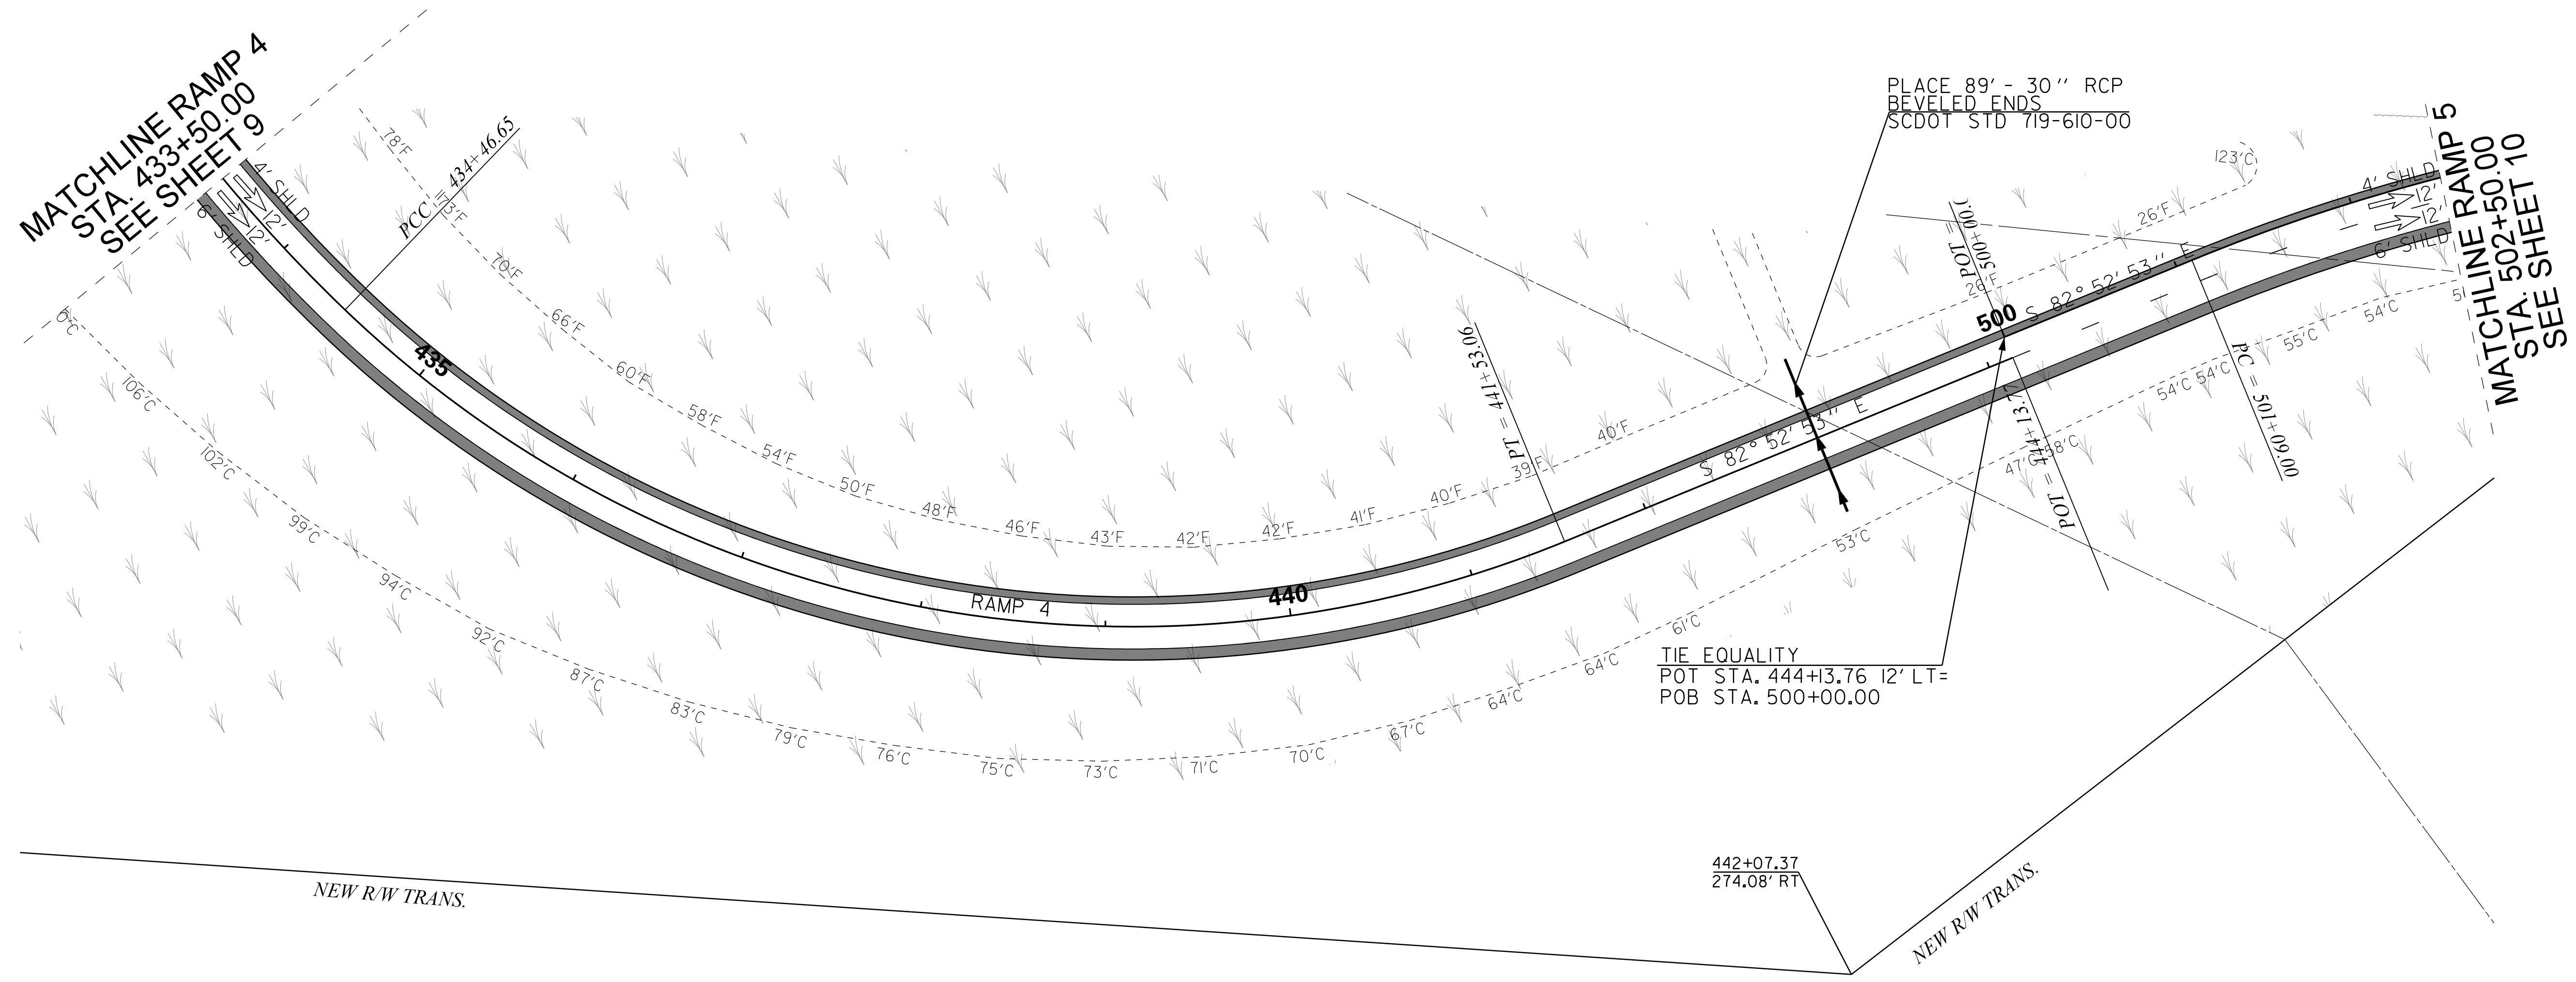 MATCHLINE RAMP 4
STA. 433+50.00
SEE SHEET 9
4' SHLD
12'
12'
6' SHLD
PCC = 434+46.65
78'F
73'F
70'F
66'F
60'F
58'F
54'F
50'F
48'F
46'F
43'F
42'F
42'F
41'F
40'F
39'F
40'F
26'F
26'F
123'C
435
RAMP 4
440
0'C
106'C
102'C
99'C
94'C
92'C
87'C
83'C
79'C
76'C
75'C
73'C
71'C
70'C
67'C
64'C
64'C
61'C
53'C
47'C
58'C
54'C
54'C
55'C
54'C
PT = 441+53.06
S 82° 52' 53" E
PLACE 89' - 30" RCP
BEVELED ENDS
SCDOT STD 719-610-00
POT = 500+00.
500
S 82° 52' 53" E
POT = 444+13.77
PC = 501+09.00
TIE EQUALITY
POT STA. 444+13.76 12' LT=
POB STA. 500+00.00
4' SHLD
12'
12'
6' SHLD
MATCHLINE RAMP 5
STA. 502+50.00
SEE SHEET 10
442+07.37
274.08' RT
NEW R/W TRANS.
NEW R/W TRANS.